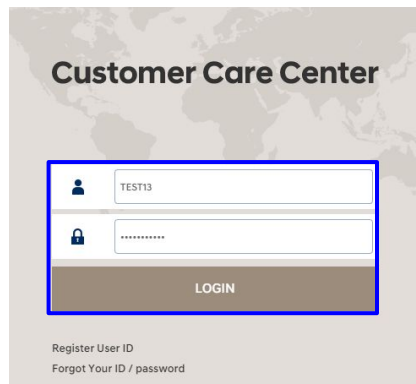 Customer Care Center
TEST13
···········
LOGIN
Register User ID
Forgot Your ID / password